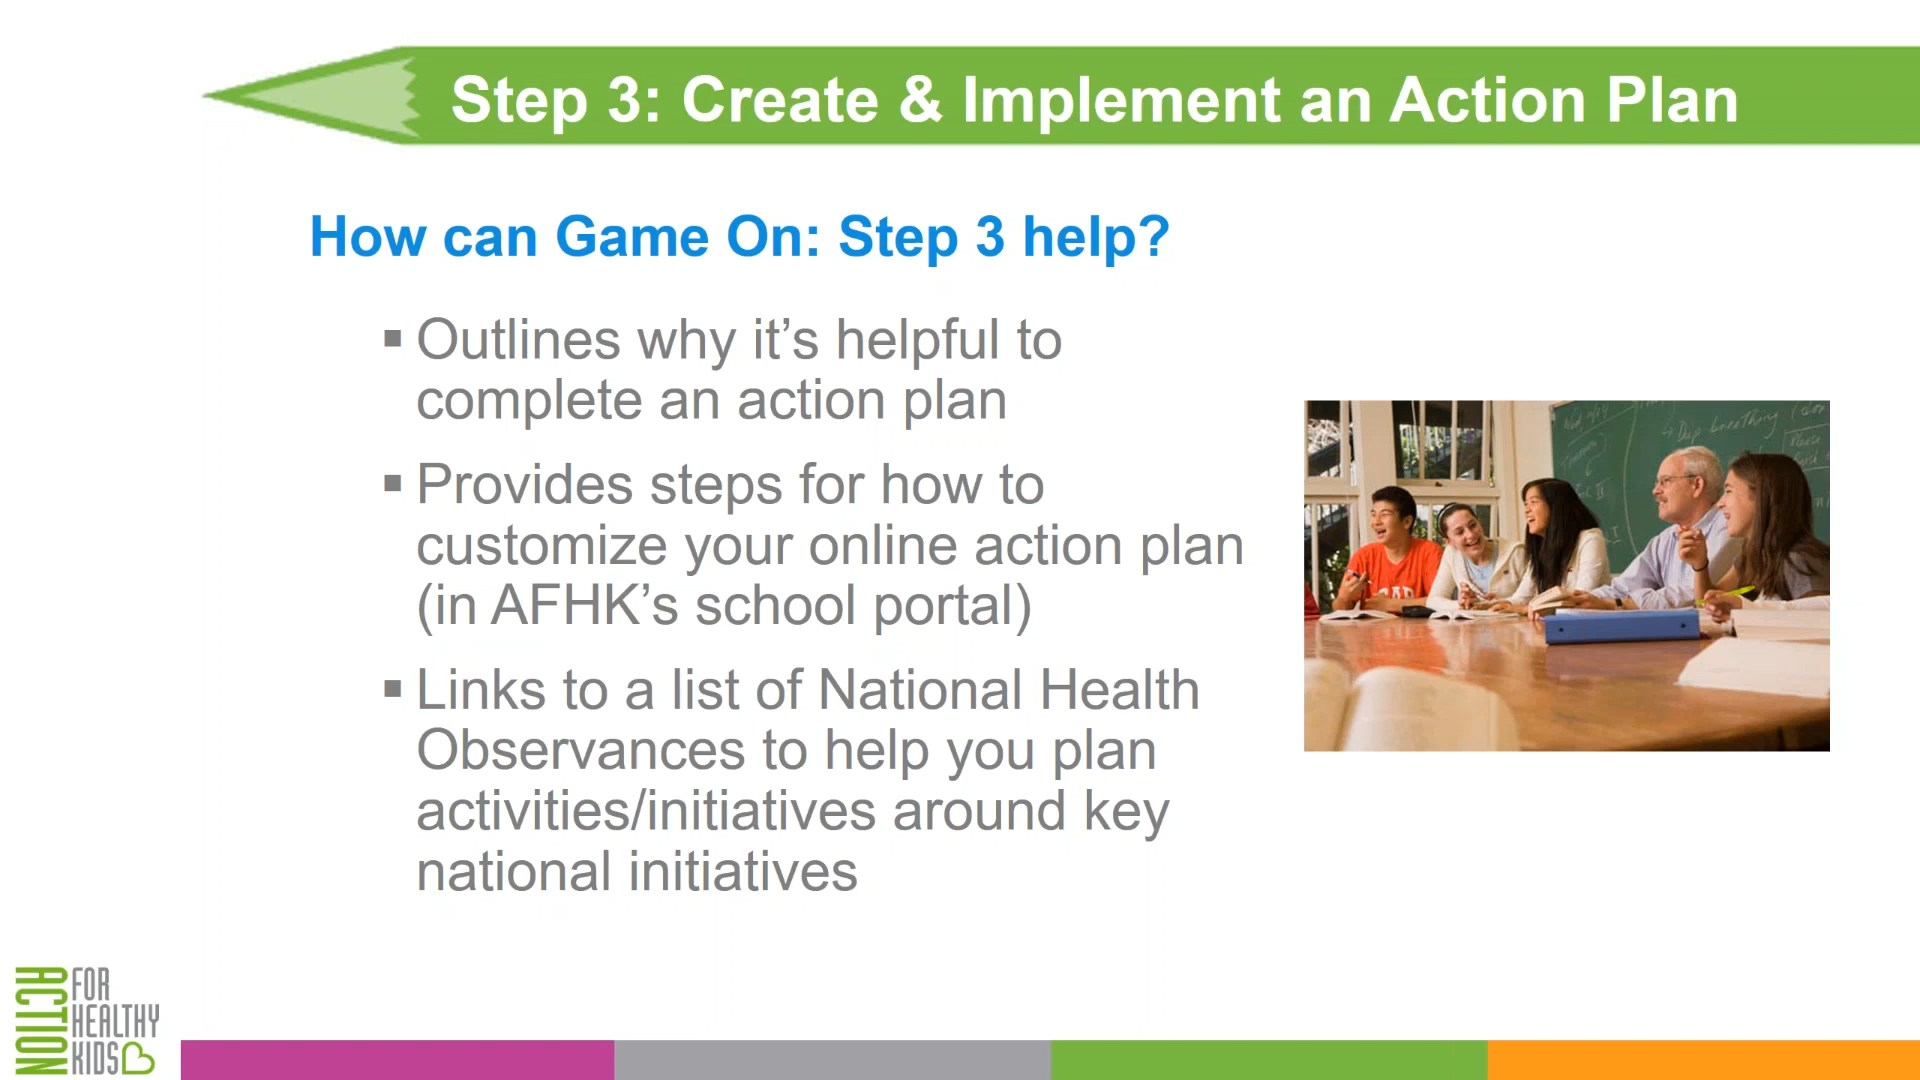 Step 3: Create & Implement an Action Plan
How can Game On: Step 3 help?
▪ Outlines why it’s helpful to
complete an action plan
▪ Provides steps for how to
customize your online action plan
(in AFHK’s school portal)
▪ Links to a list of National Health
Observances to help you plan
activities/initiatives around key
national initiatives
Dip breathing
ACTION
FOR
HEALTHY
KIDS